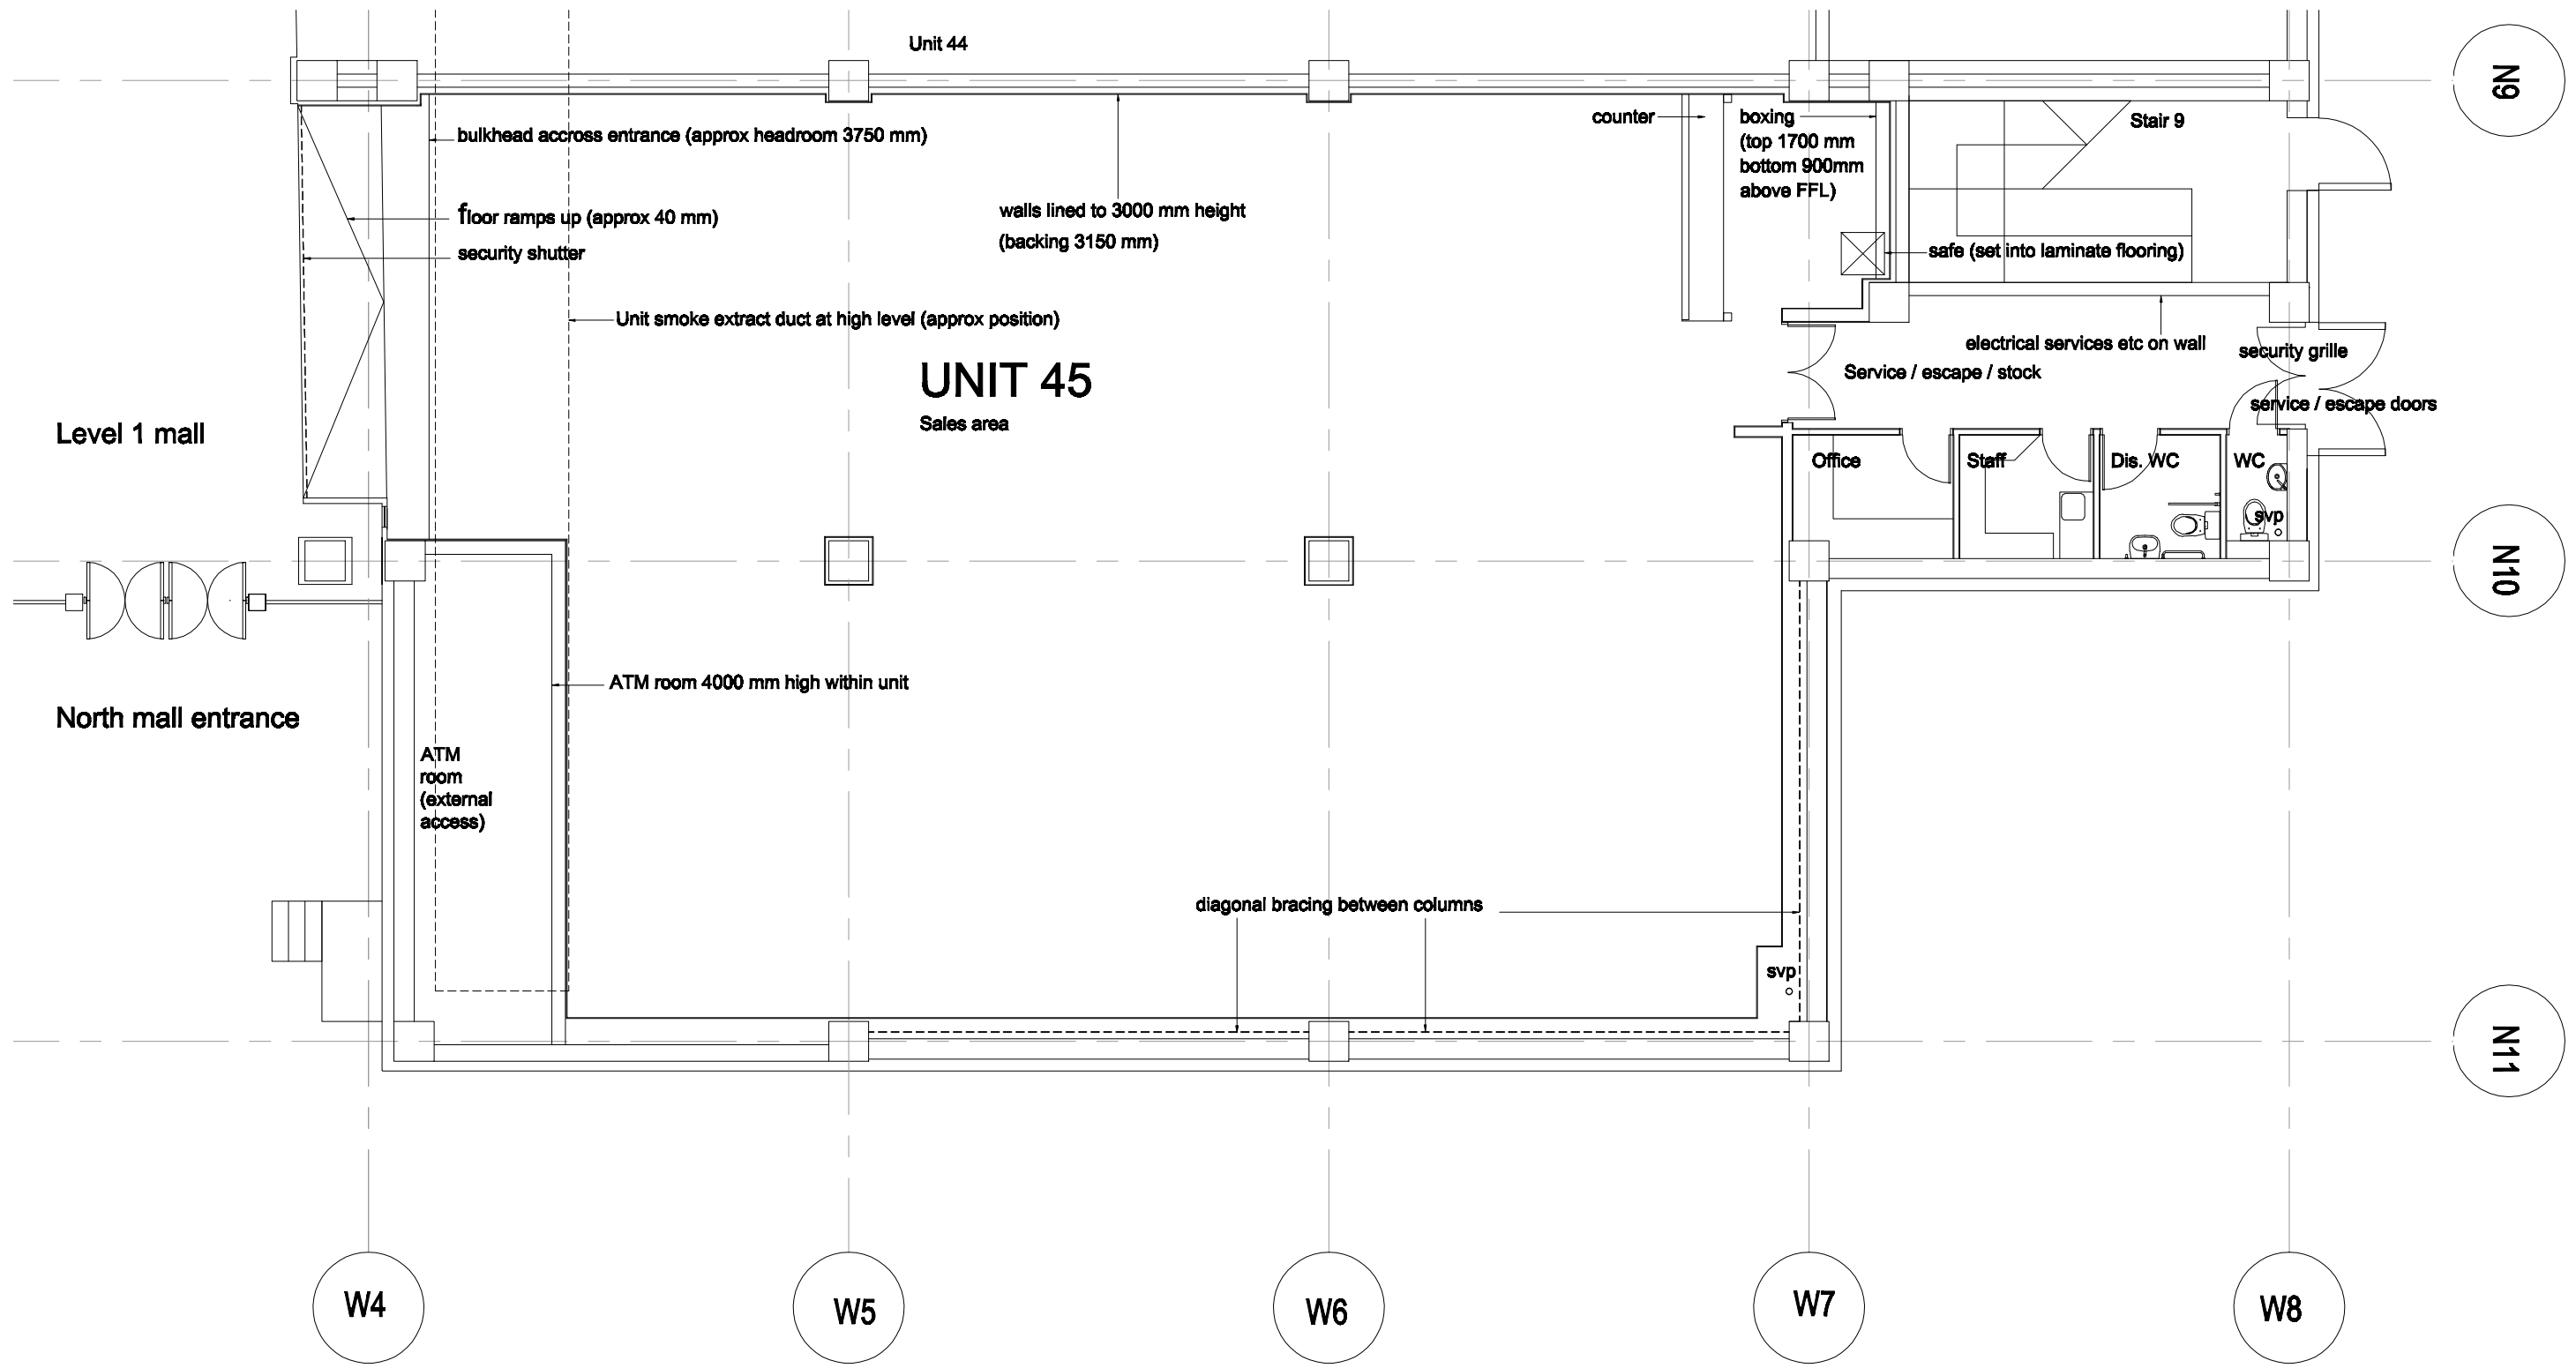 Unit 44
N9
bulkhead accross entrance (approx headroom 3750 mm)
counter
boxing
(top 1700 mm
bottom 900mm
above FFL)
Stair 9
floor ramps up (approx 40 mm)
security shutter
walls lined to 3000 mm height
(backing 3150 mm)
safe (set into laminate flooring)
Unit smoke extract duct at high level (approx position)
electrical services etc on wall
security grille
UNIT 45
Sales area
Service / escape / stock
service / escape doors
Level 1 mall
Office
Staff
Dis. WC
WC
svp
N10
ATM room 4000 mm high within unit
North mall entrance
ATM
room
(external
access)
diagonal bracing between columns
svp
N11
W4
W5
W6
W7
W8